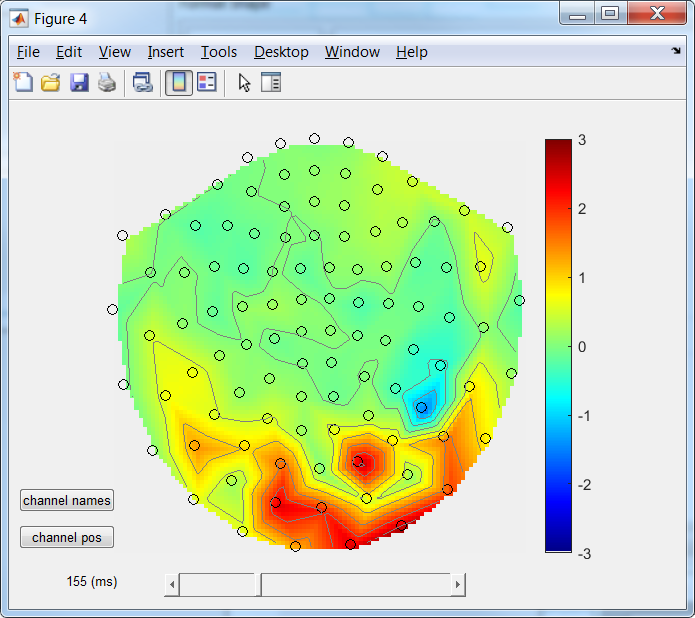 Figure 4
File Edit View Insert Tools Desktop Window Help
3
2
1
0
-1
-2
-3
channel names
channel pos
155 (ms)